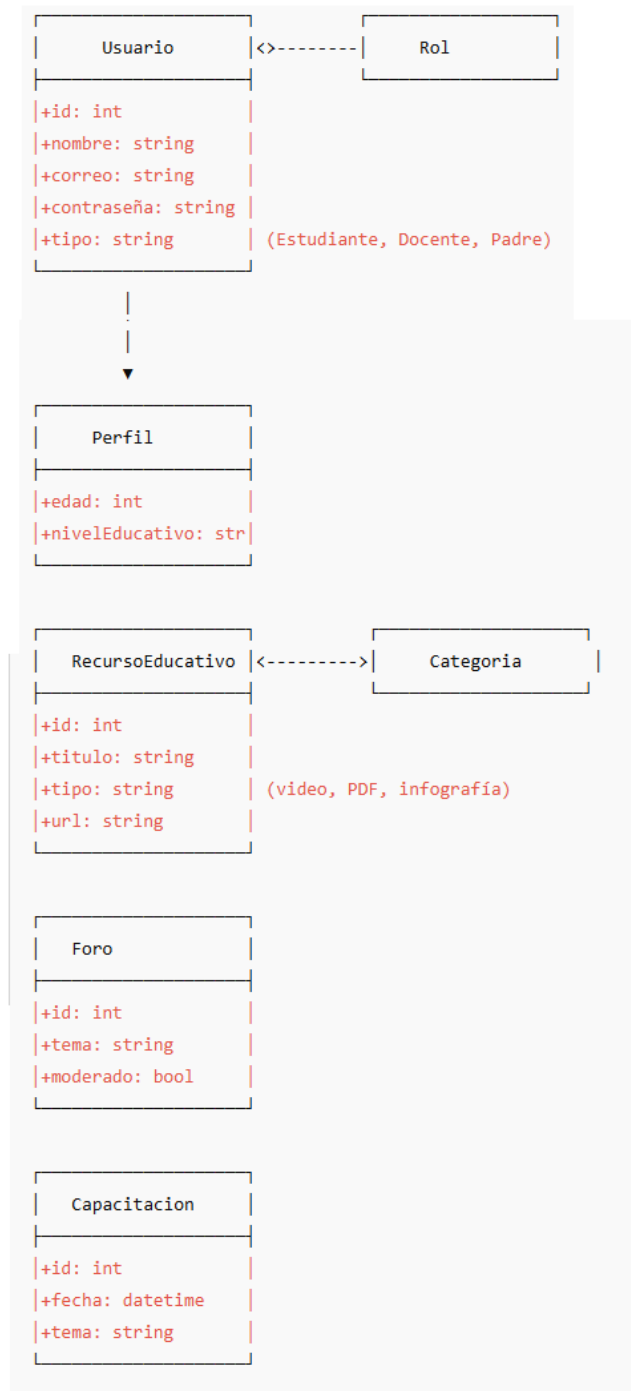 Usuario <>--------| Rol
+id: int
+nombre: string
+correo: string
+contraseña: string
+tipo: string (Estudiante, Docente, Padre)
Perfil
+edad: int
+nivelEducativo: str
RecursoEducativo |<--------->| Categoria
+id: int
+titulo: string
+tipo: string (video, PDF, infografía)
+url: string
Foro
+id: int
+tema: string
+moderado: bool
Capacitacion
+id: int
+fecha: datetime
+tema: string